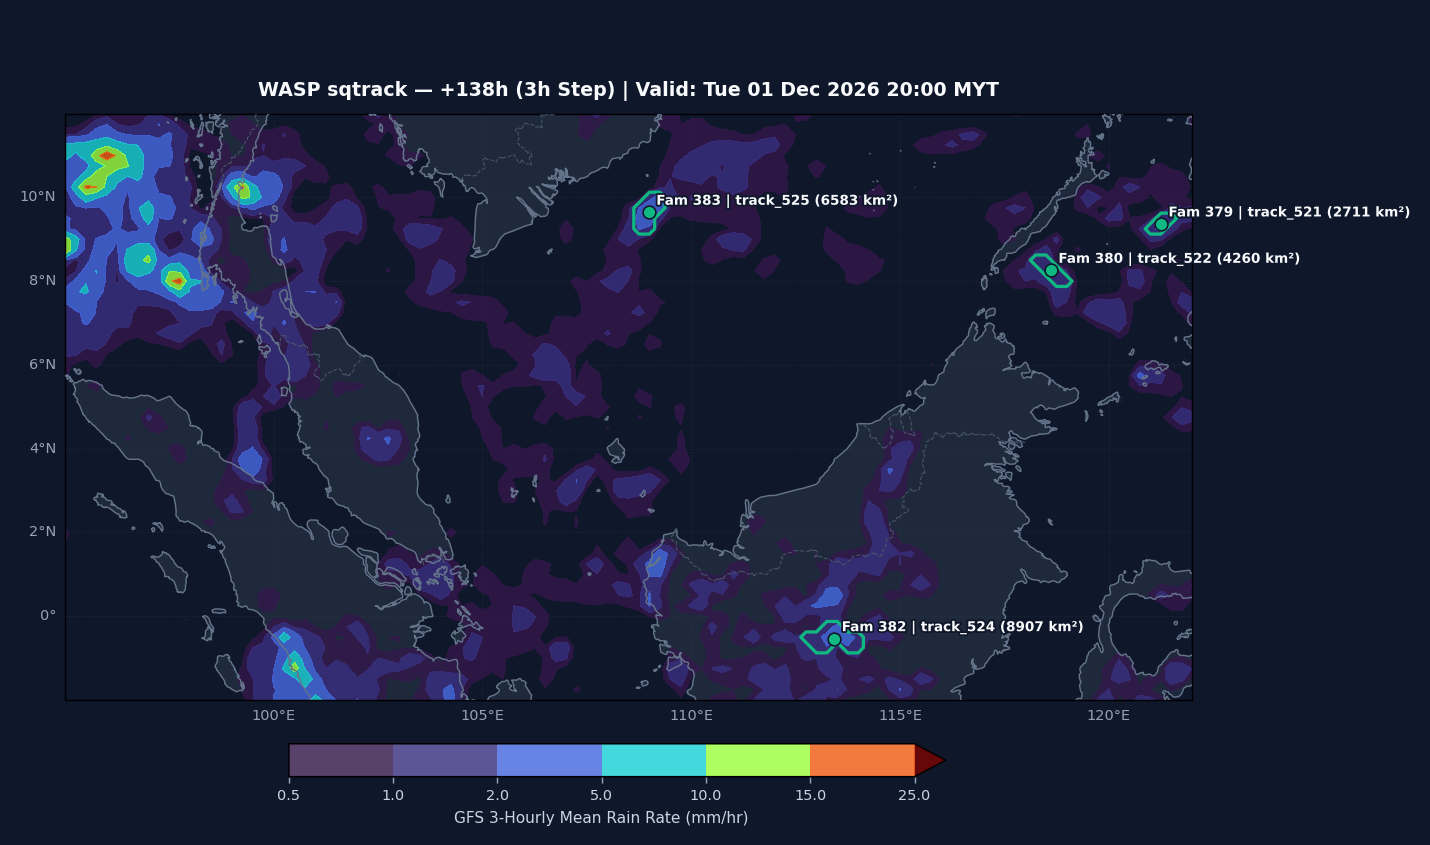 WASP sqtrack — +138h (3h Step) | Valid: Tue 01 Dec 2026 20:00 MYT
10°N
8°N
6°N
4°N
2°N
0°
Fam 383 | track_525 (6583 km²)
Fam 379 | track_521 (2711 km²)
Fam 380 | track_522 (4260 km²)
Fam 382 | track_524 (8907 km²)
100°E 105°E 110°E 115°E 120°E
0.5 1.0 2.0 5.0 10.0 15.0 25.0
GFS 3-Hourly Mean Rain Rate (mm/hr)